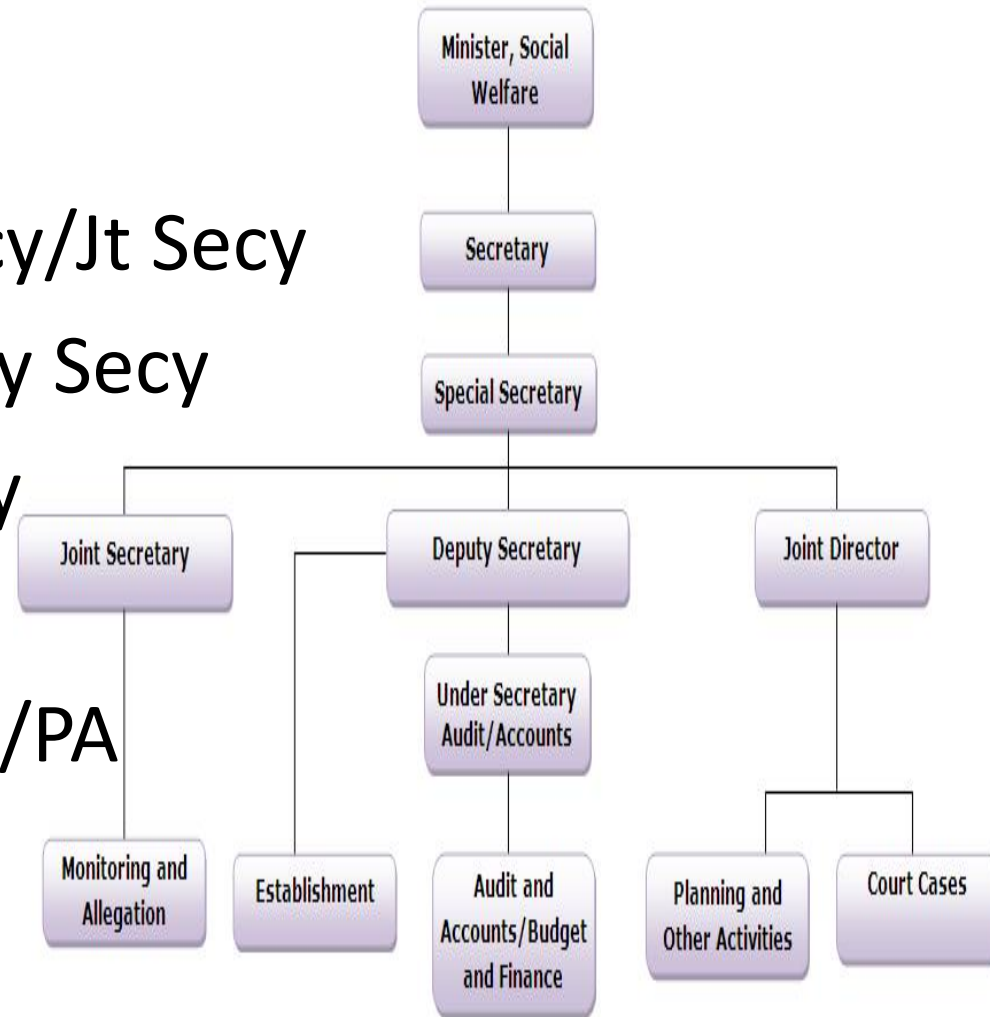 Minister, Social
Welfare
cy/Jt Secy
Secretary
y Secy
Special Secretary
y
Joint Secretary
Deputy Secretary
Joint Director
/PA
Under Secretary
Audit/Accounts
Monitoring and
Allegation
Establishment
Audit and
Accounts/Budget
and Finance
Planning and
Other Activities
Court Cases